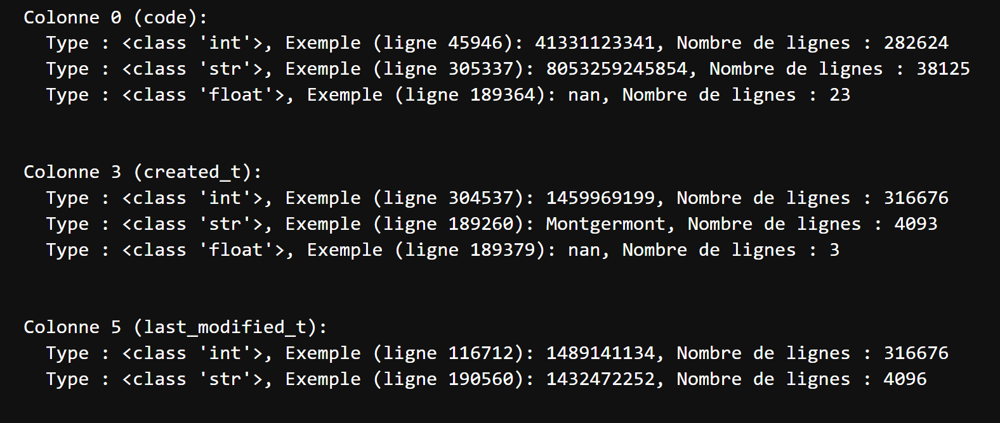 Colonne 0 (code):
Type : <class 'int'>, Exemple (ligne 45946): 41331123341, Nombre de lignes : 282624
Type : <class 'str'>, Exemple (ligne 305337): 8053259245854, Nombre de lignes : 38125
Type : <class 'float'>, Exemple (ligne 189364): nan, Nombre de lignes : 23
Colonne 3 (created_t):
Type : <class 'int'>, Exemple (ligne 304537): 1459969199, Nombre de lignes : 316676
Type : <class 'str'>, Exemple (ligne 189260): Montgermont, Nombre de lignes : 4093
Type : <class 'float'>, Exemple (ligne 189379): nan, Nombre de lignes : 3
Colonne 5 (last_modified_t):
Type : <class 'int'>, Exemple (ligne 116712): 1489141134, Nombre de lignes : 316676
Type : <class 'str'>, Exemple (ligne 190560): 1432472252, Nombre de lignes : 4096